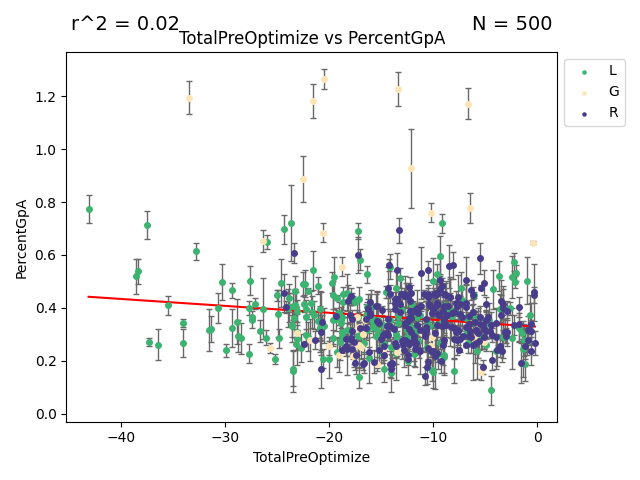 r^2 = 0.02
N = 500
TotalPreOptimize vs PercentGpA
L
G
R
PercentGpA
1.2
1.0
0.8
0.6
0.4
0.2
0.0
−40
−30
−20
−10
0
TotalPreOptimize